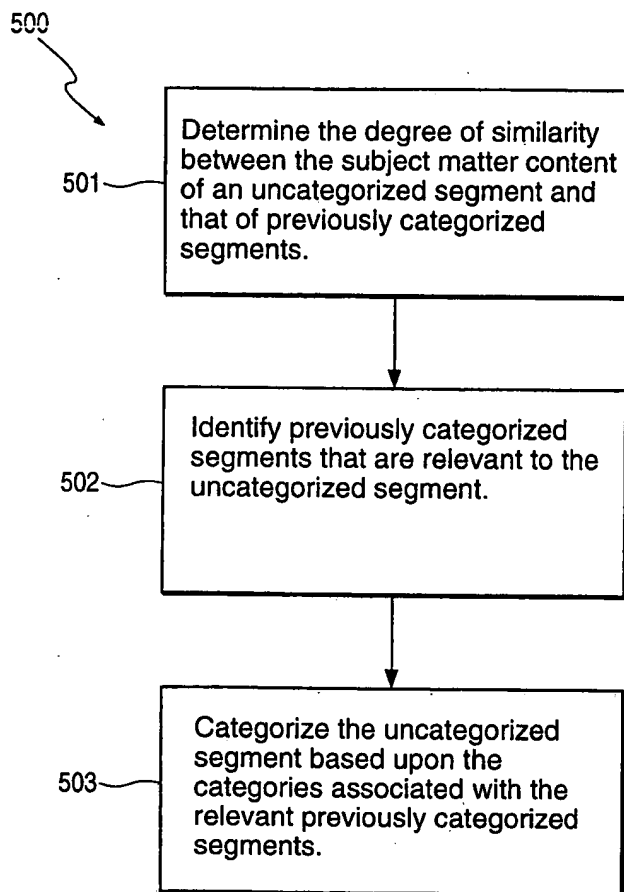 500
501
Determine the degree of similarity
between the subject matter content
of an uncategorized segment and
that of previously categorized
segments.
502
Identify previously categorized
segments that are relevant to the
uncategorized segment.
503
Categorize the uncategorized
segment based upon the
categories associated with the
relevant previously categorized
segments.